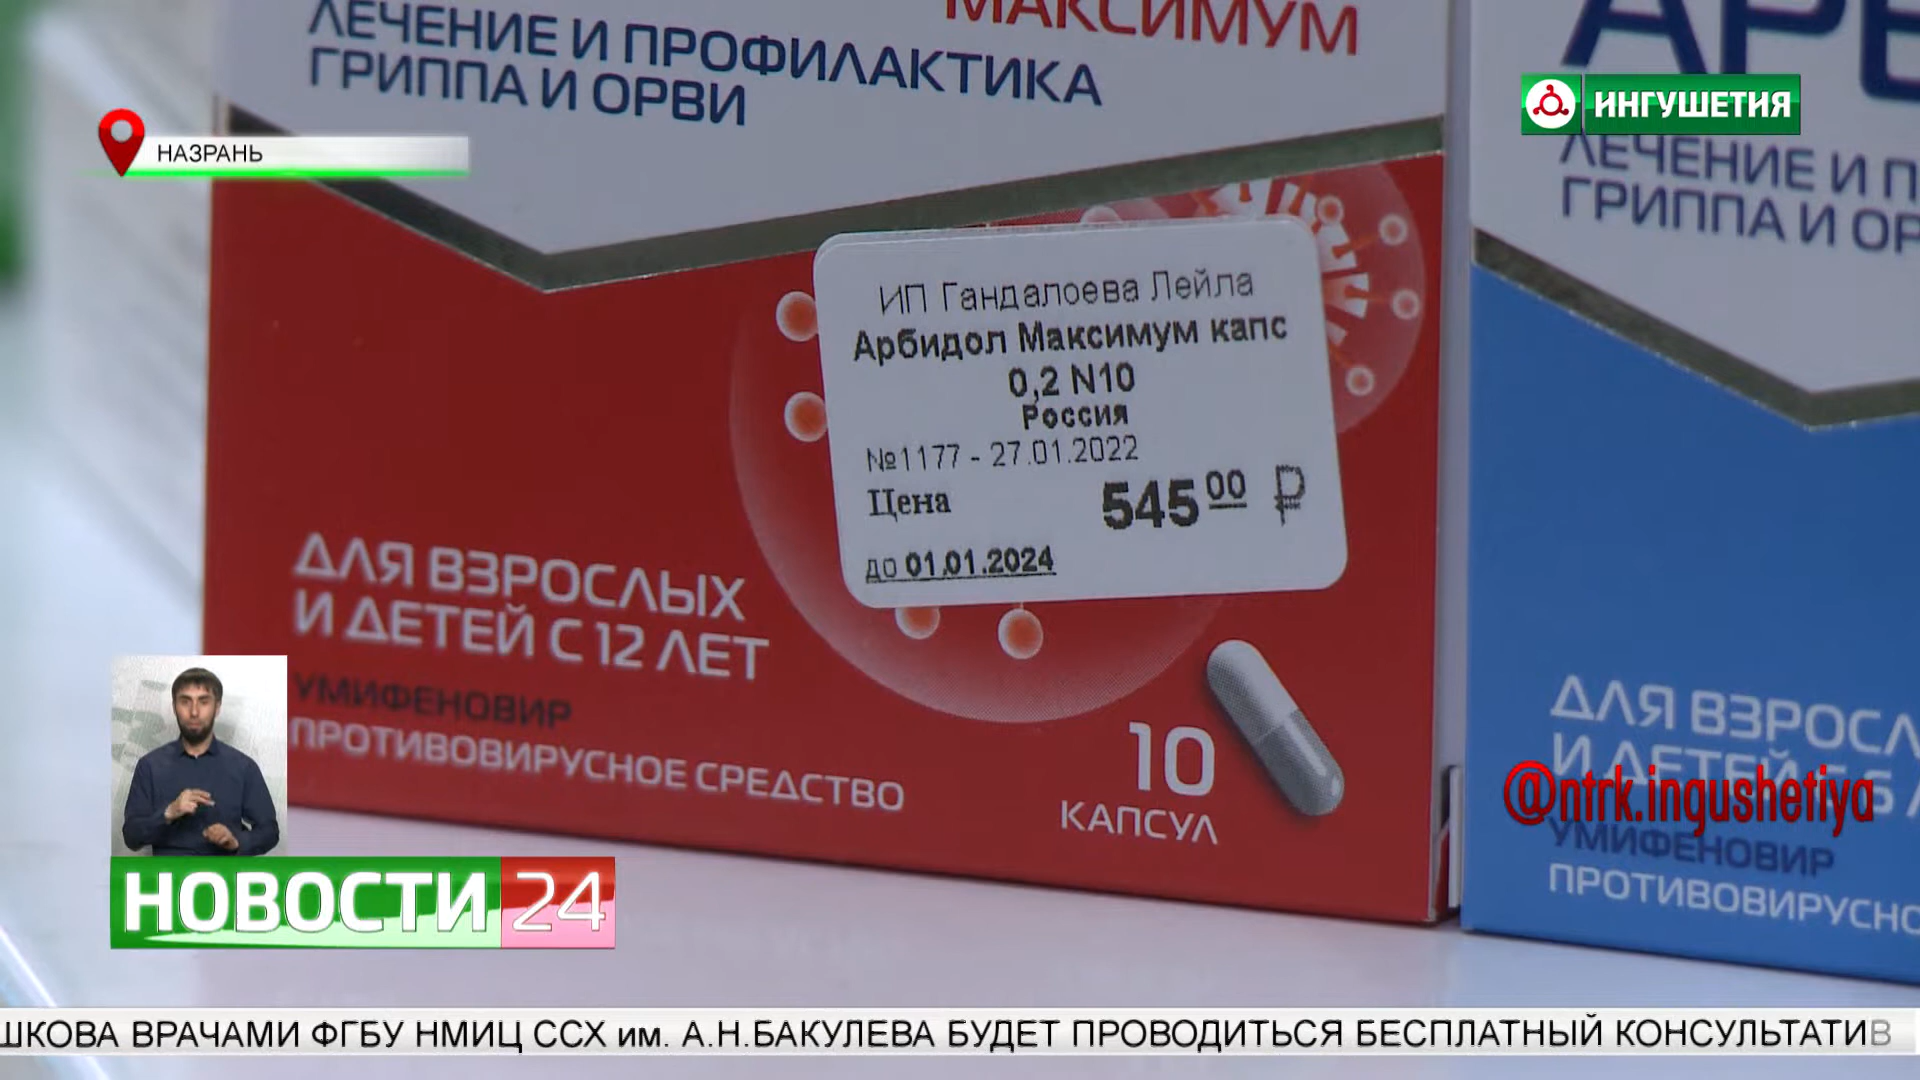 МАКСИМУМ
ЛЕЧЕНИЕ И ПРОФИЛАКТИКА
ГРИППА И ОРВИ
НАЗРАНЬ
ИНГУШЕТИЯ
ЛЕЧЕНИЕ И П
ГРИППА И ОР
ИП Гандалоева Лейла
Арбидол Максимум капс
0,2 N10
Россия
№1177 - 27.01.2022
Цена 545 00 ₽
до 01.01.2024
ДЛЯ ВЗРОСЛЫХ
И ДЕТЕЙ С 12 ЛЕТ
УМИФЕНОВИР
ПРОТИВОВИРУСНОЕ СРЕДСТВО
10
КАПСУЛ
ДЛЯ ВЗРОСЛ
И ДЕТЕЙ С 6 Л
@ntrk.ingushetiya
УМИФЕНОВИР
ПРОТИВОВИРУСНО
НОВОСТИ 24
ШКОВА ВРАЧАМИ ФГБУ НМИЦ ССХ им. А.Н.БАКУЛЕВА БУДЕТ ПРОВОДИТЬСЯ БЕСПЛАТНЫЙ КОНСУЛЬТАТИВ